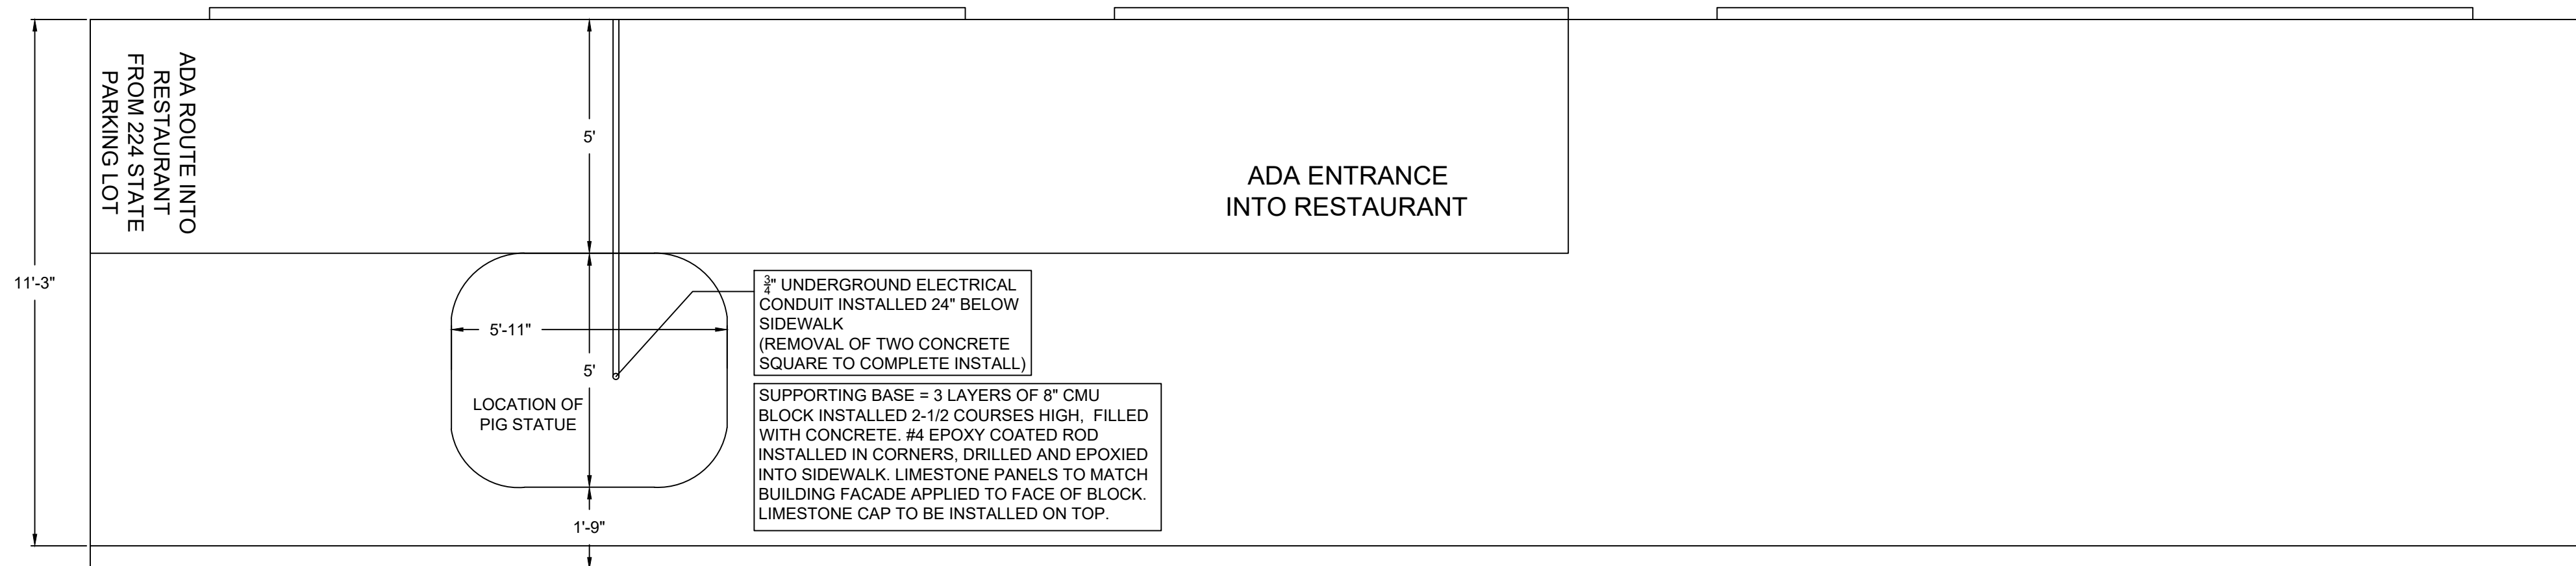 ADA ROUTE INTO
RESTAURANT
FROM 224 STATE
PARKING LOT
11'-3"
5'
ADA ENTRANCE
INTO RESTAURANT
5'-11"
5'
LOCATION OF
PIG STATUE
1'-9"
3/4" UNDERGROUND ELECTRICAL
CONDUIT INSTALLED 24" BELOW
SIDEWALK
(REMOVAL OF TWO CONCRETE
SQUARE TO COMPLETE INSTALL)
SUPPORTING BASE = 3 LAYERS OF 8" CMU
BLOCK INSTALLED 2-1/2 COURSES HIGH, FILLED
WITH CONCRETE. #4 EPOXY COATED ROD
INSTALLED IN CORNERS, DRILLED AND EPOXIED
INTO SIDEWALK. LIMESTONE PANELS TO MATCH
BUILDING FACADE APPLIED TO FACE OF BLOCK.
LIMESTONE CAP TO BE INSTALLED ON TOP.